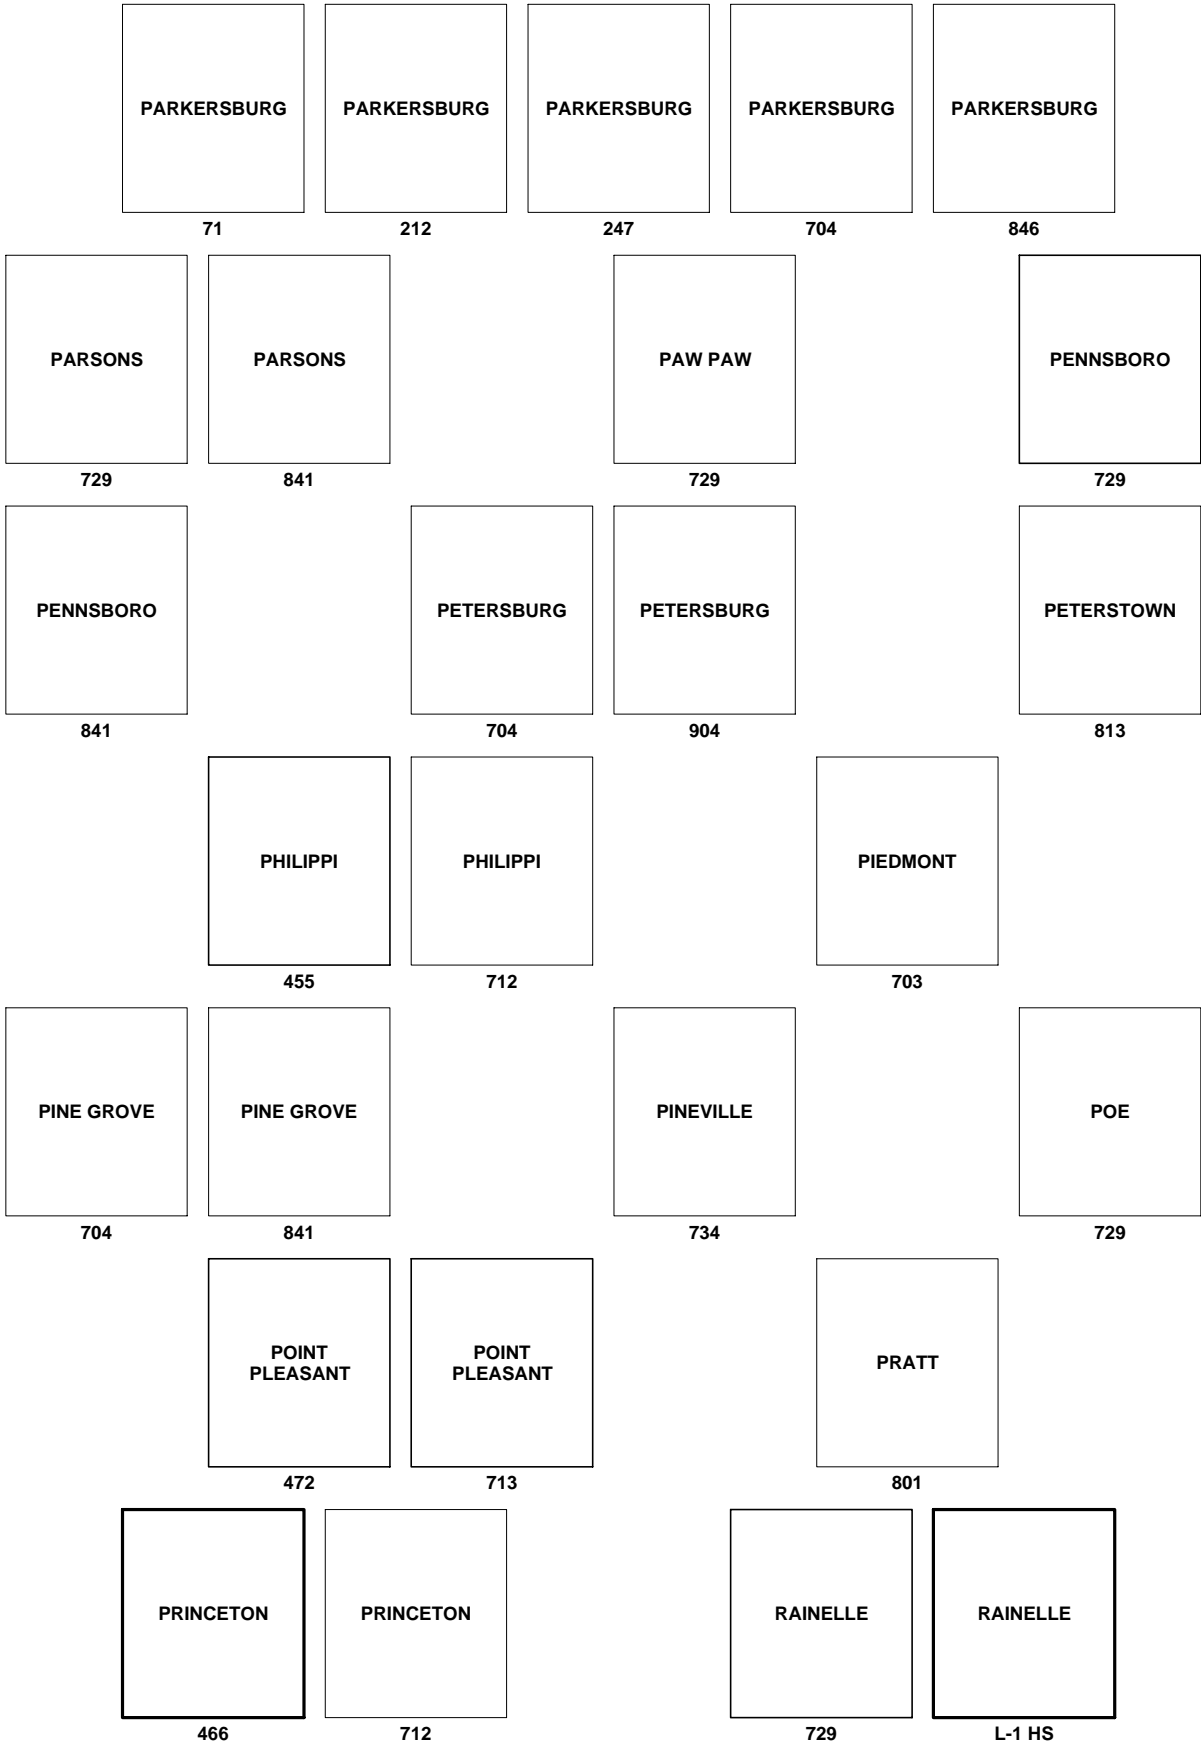 PARKERSBURG PARKERSBURG PARKERSBURG PARKERSBURG PARKERSBURG
71 212 247 704 846
PARSONS PARSONS PAW PAW PENNSBORO
729 841 729 729
PENNSBORO PETERSBURG PETERSBURG PETERSTOWN
841 704 904 813
PHILIPPI PHILIPPI PIEDMONT
455 712 703
PINE GROVE PINE GROVE PINEVILLE POE
704 841 734 729
POINT POINT
PLEASANT PLEASANT PRATT
472 713 801
PRINCETON PRINCETON RAINELLE RAINELLE
466 712 729 L-1 HS